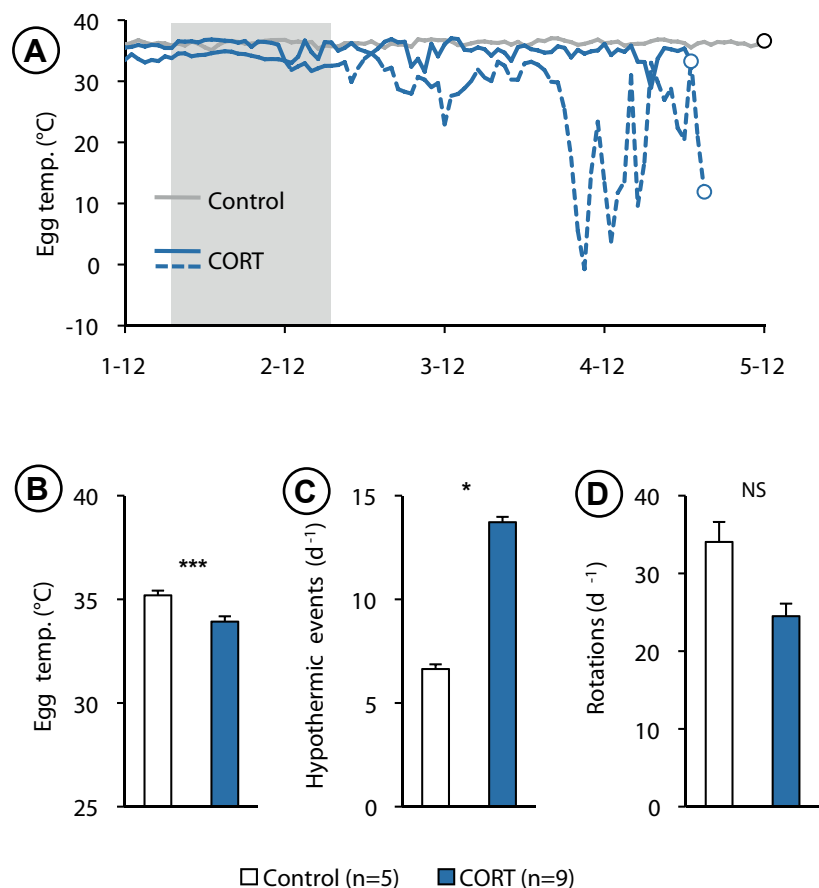 A
Egg temp. (°C)
40
30
20
10
0
-10
Control
CORT
1-12
2-12
3-12
4-12
5-12
B
Egg temp. (°C)
40
35
30
25
***
C
Hypothermic events (d -1)
15
10
5
0
*
D
Rotations (d -1)
40
30
20
10
0
NS
Control (n=5) CORT (n=9)